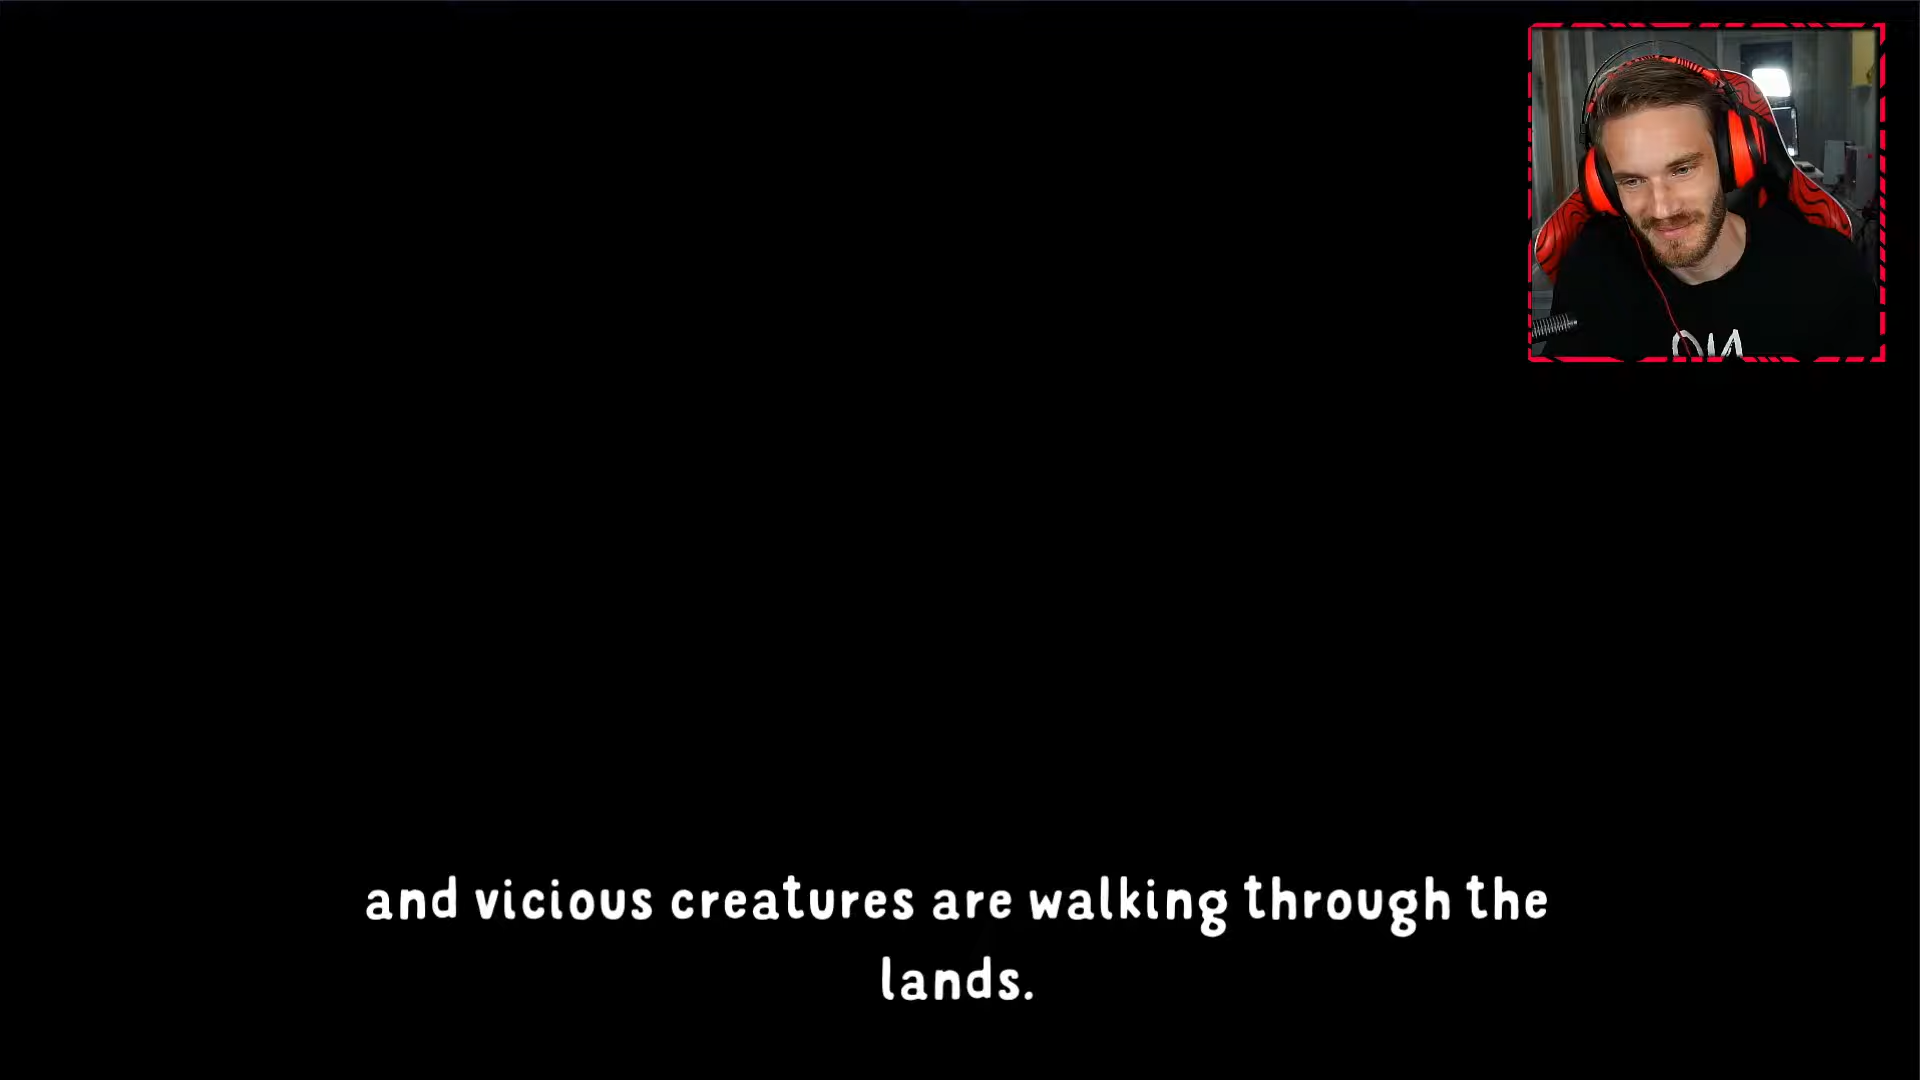 and vicious creatures are walking through the
lands.